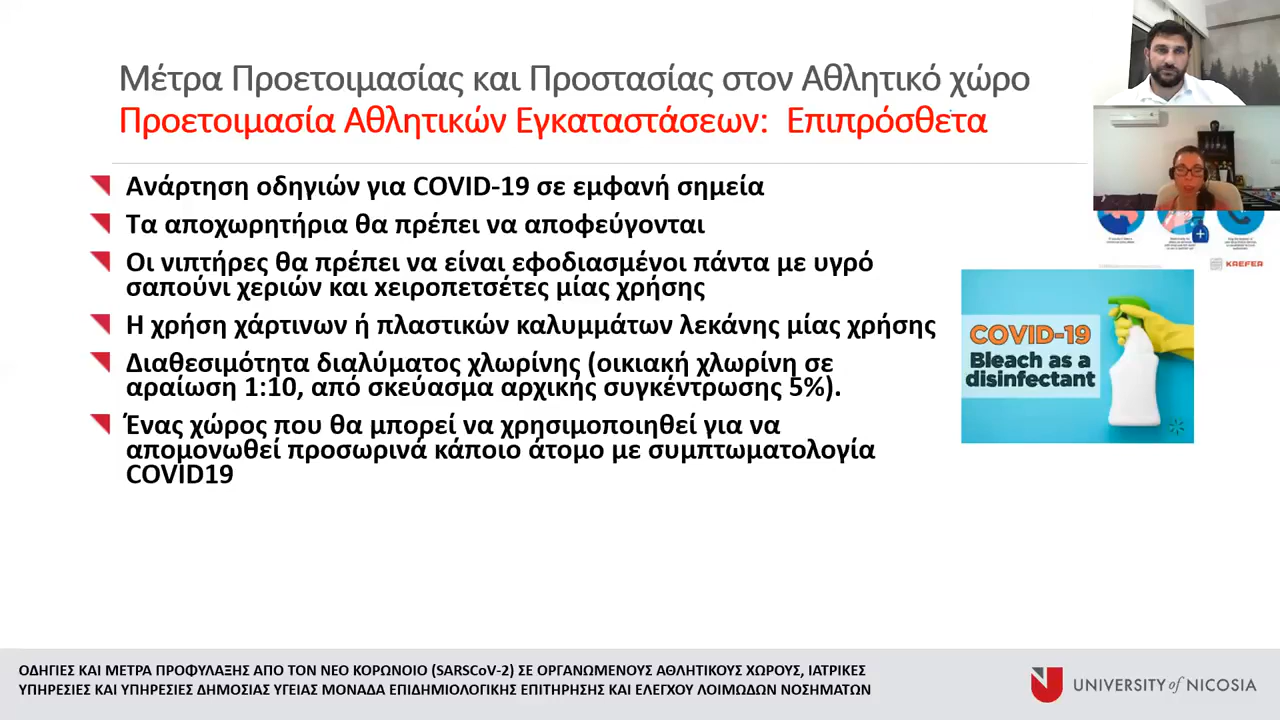 Μέτρα Προετοιμασίας και Προστασίας στον Αθλητικό χώρο
Προετοιμασία Αθλητικών Εγκαταστάσεων: Επιπρόσθετα
Ανάρτηση οδηγιών για COVID-19 σε εμφανή σημεία
Τα αποχωρητήρια θα πρέπει να αποφεύγονται
Οι νιπτήρες θα πρέπει να είναι εφοδιασμένοι πάντα με υγρό
σαπούνι χεριών και χειροπετσέτες μίας χρήσης
Η χρήση χάρτινων ή πλαστικών καλυμμάτων λεκάνης μίας χρήσης
Διαθεσιμότητα διαλύματος χλωρίνης (οικιακή χλωρίνη σε
αραίωση 1:10, από σκεύασμα αρχικής συγκέντρωσης 5%).
Ένας χώρος που θα μπορεί να χρησιμοποιηθεί για να
απομονωθεί προσωρινά κάποιο άτομο με συμπτωματολογία
COVID19
KAEFER
COVID-19
Bleach as a
disinfectant
ΟΔΗΓΙΕΣ ΚΑΙ ΜΕΤΡΑ ΠΡΟΦΥΛΑΞΗΣ ΑΠΟ ΤΟΝ ΝΕΟ ΚΟΡΩΝΟΙΟ (SARSCoV-2) ΣΕ ΟΡΓΑΝΩΜΕΝΟΥΣ ΑΘΛΗΤΙΚΟΥΣ ΧΩΡΟΥΣ, ΙΑΤΡΙΚΕΣ
ΥΠΗΡΕΣΙΕΣ ΚΑΙ ΥΠΗΡΕΣΙΕΣ ΔΗΜΟΣΙΑΣ ΥΓΕΙΑΣ ΜΟΝΑΔΑ ΕΠΙΔΗΜΙΟΛΟΓΙΚΗΣ ΕΠΙΤΗΡΗΣΗΣ ΚΑΙ ΕΛΕΓΧΟΥ ΛΟΙΜΩΔΩΝ ΝΟΣΗΜΑΤΩΝ
UNIVERSITY of NICOSIA